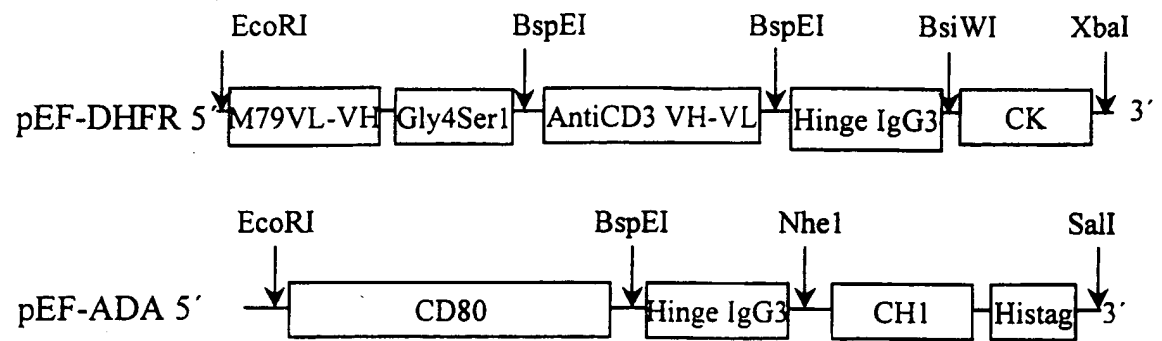 EcoRI BspEI BspEI BsiWI XbaI
pEF-DHFR 5´ M79VL-VH Gly4Ser1 AntiCD3 VH-VL Hinge IgG3 CK 3´
EcoRI BspEI Nhe1 SalI
pEF-ADA 5´ CD80 Hinge IgG3 CH1 Histag 3´